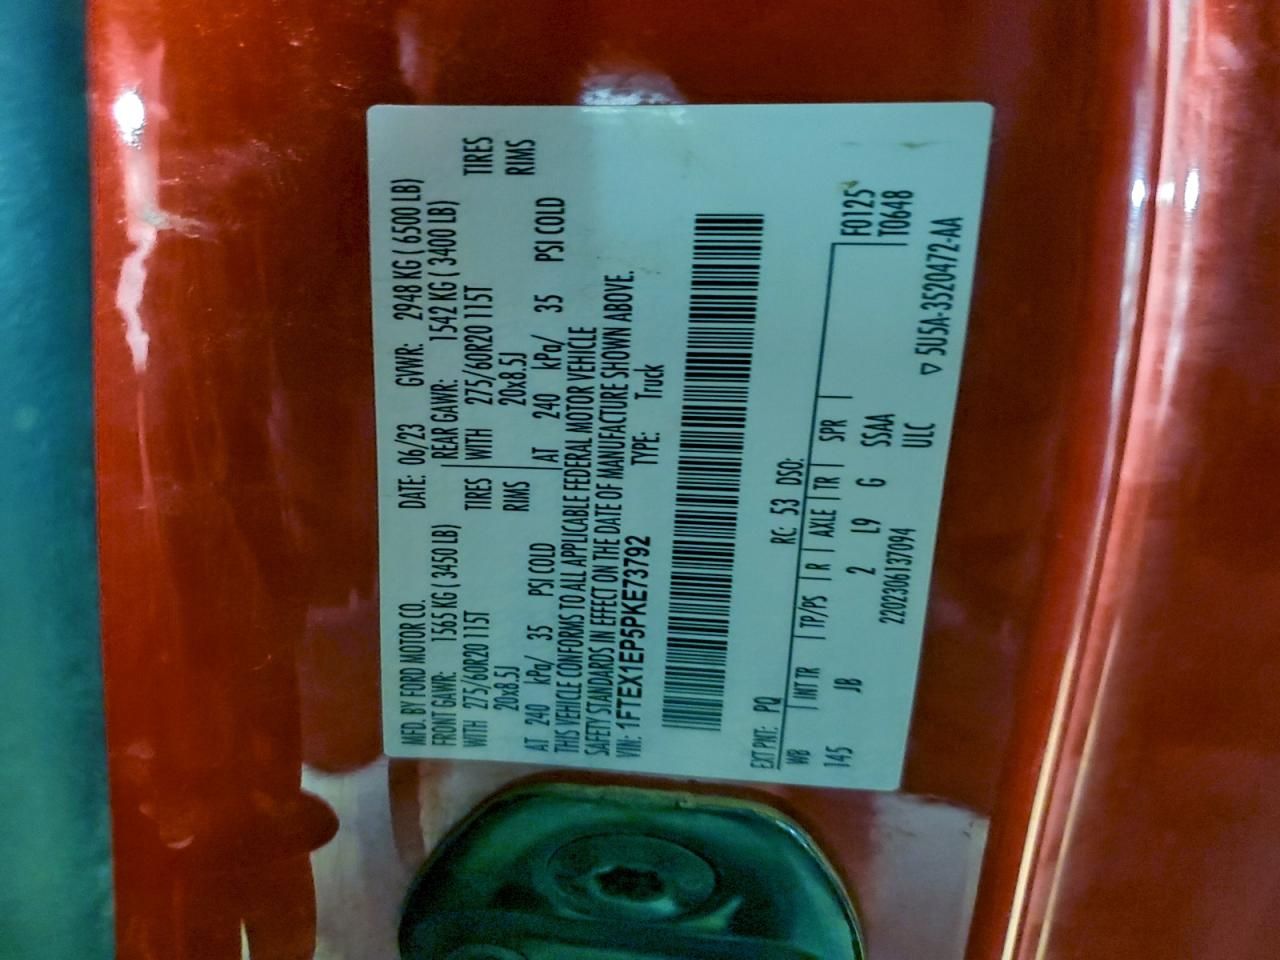 MFD. BY FORD MOTOR CO. DATE: 06/23 GVWR: 2948 KG ( 6500 LB)
FRONT GAWR: 1565 KG ( 3450 LB) REAR GAWR: 1542 KG ( 3400 LB)
WITH 275/60R20 115T TIRES WITH 275/60R20 115T TIRES
20x8.5J RIMS 20x8.5J RIMS
AT 240 kPa/ 35 PSI COLD AT 240 kPa/ 35 PSI COLD
THIS VEHICLE CONFORMS TO ALL APPLICABLE FEDERAL MOTOR VEHICLE
SAFETY STANDARDS IN EFFECT ON THE DATE OF MANUFACTURE SHOWN ABOVE.
VIN: 1FTEX1EP5PKE73792 TYPE: Truck
EXT PNT: PQ RC: 53 DSO:
WB INT TR TP/PS R AXLE TR SPR F0125
145 JB 2 L9 G SSAA T0648
2202306137094 ULC
▽ 5U5A-3520472-AA